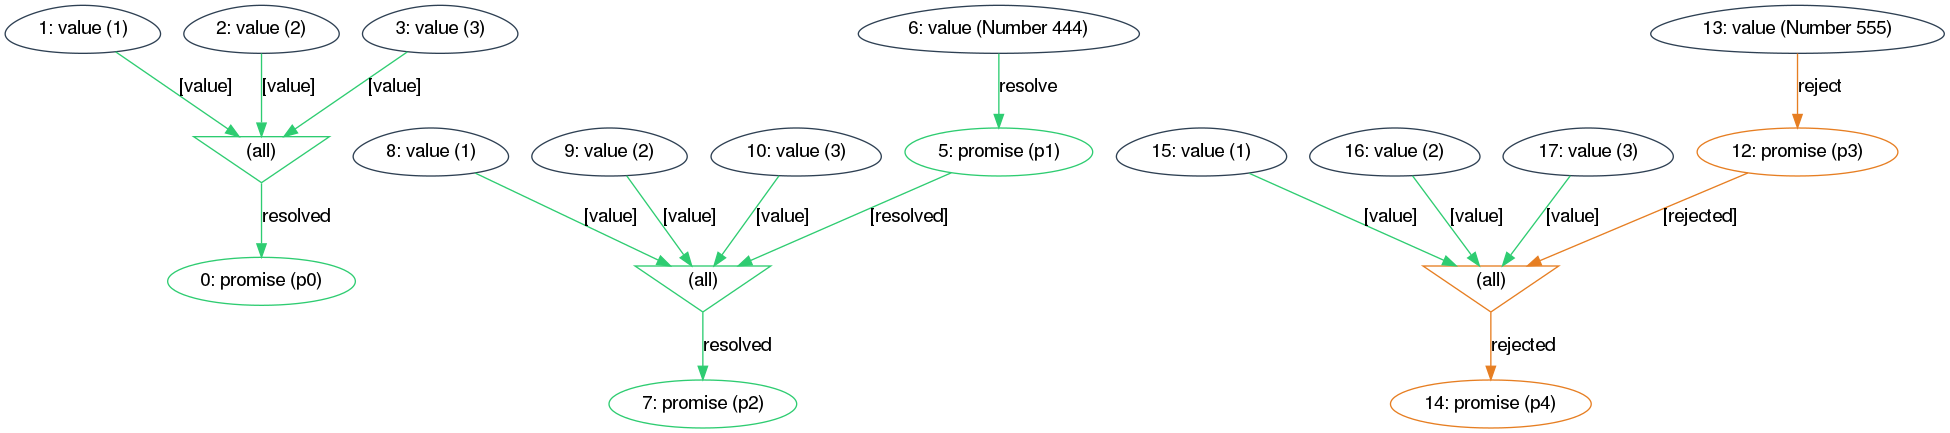 1: value (1)
2: value (2)
3: value (3)
6: value (Number 444)
13: value (Number 555)
[value]
[value]
[value]
resolve
reject
(all)
8: value (1)
9: value (2)
10: value (3)
5: promise (p1)
15: value (1)
16: value (2)
17: value (3)
12: promise (p3)
resolved
[value]
[value]
[value]
[resolved]
[value]
[value]
[value]
[rejected]
0: promise (p0)
(all)
(all)
resolved
rejected
7: promise (p2)
14: promise (p4)